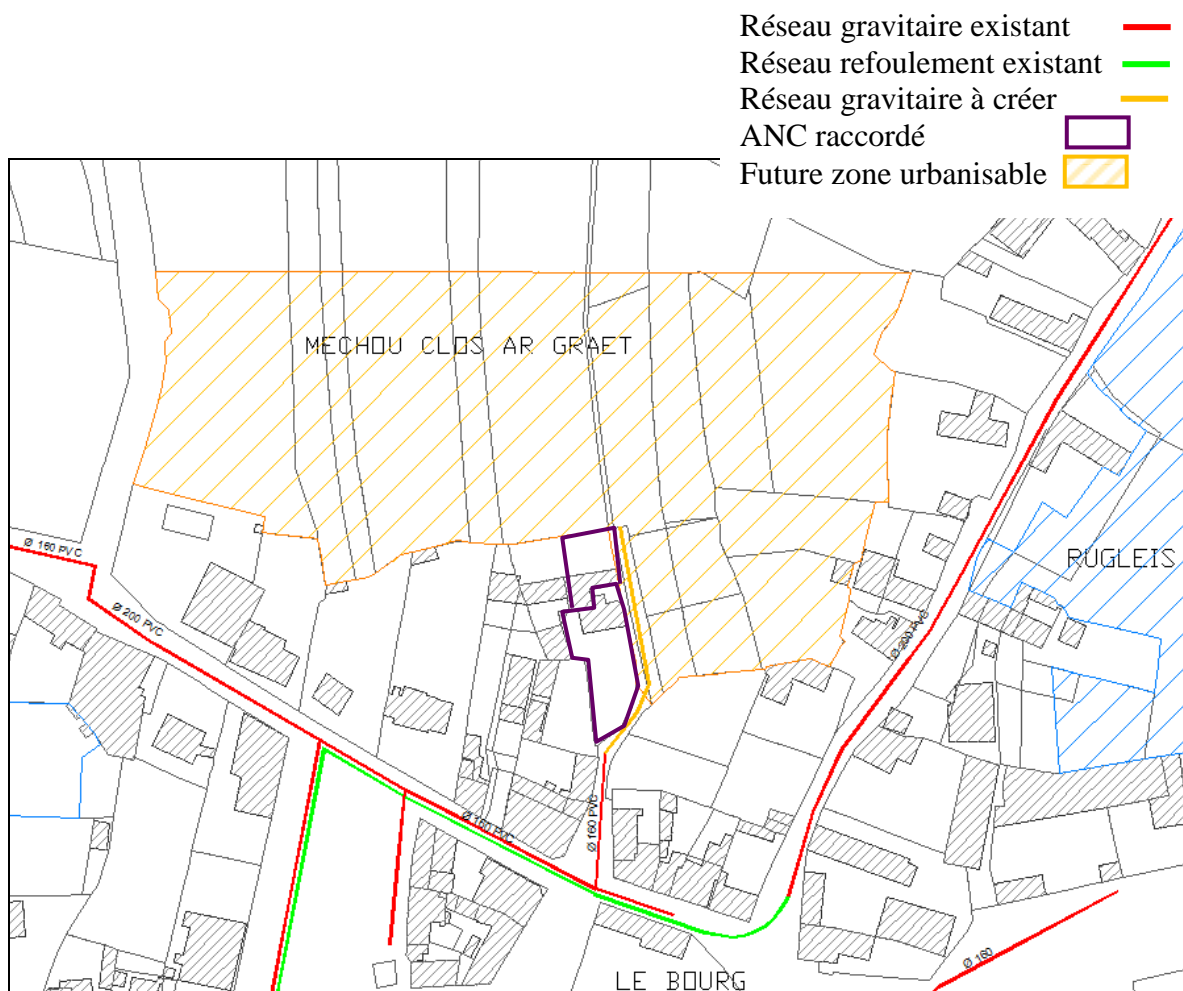 Réseau gravitaire existant
Réseau refoulement existant
Réseau gravitaire à créer
ANC raccordé
Future zone urbanisable
MECHOU CLOS AR GRAET
Ø 160 PVC
RUGLEIS
Ø 200 PVC
Ø 200 PVC
Ø 160 PVC
Ø 160 PVC
Ø 160
LE BOURG